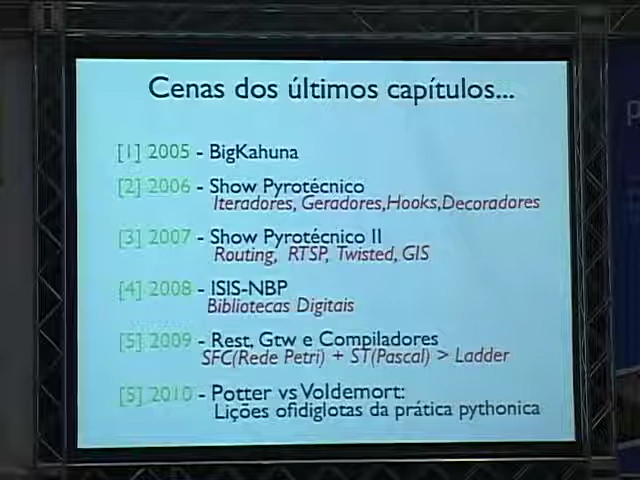 Cenas dos últimos capítulos...
[1] 2005 - BigKahuna
[2] 2006 - Show Pyrotécnico
Iteradores, Geradores,Hooks,Decoradores
[3] 2007 - Show Pyrotécnico II
Routing, RTSP, Twisted, GIS
[4] 2008 - ISIS-NBP
Bibliotecas Digitais
[5] 2009 - Rest, Gtw e Compiladores
SFC(Rede Petri) + ST(Pascal) > Ladder
[5] 2010 - Potter vs Voldemort:
Lições ofidiglotas da prática pythonica